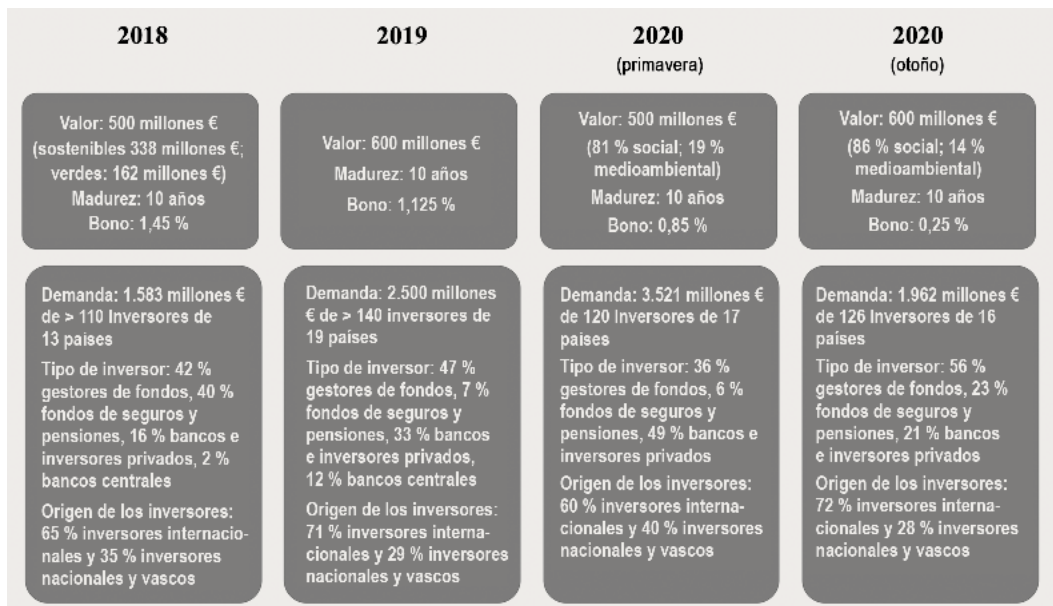 2018
Valor: 500 millones €
(sostenibles 338 millones €;
verdes: 162 millones €)
Madurez: 10 años
Bono: 1,45 %
Demanda: 1.583 millones €
de > 110 Inversores de
13 países
Tipo de inversor: 42 %
gestores de fondos, 40 %
fondos de seguros y
pensiones, 16 % bancos e
inversores privados, 2 %
bancos centrales
Origen de los inversores:
65 % inversores internacio-
nales y 35 % inversores
nacionales y vascos
2019
Valor: 600 millones €
Madurez: 10 años
Bono: 1,125 %
Demanda: 2.500 millones
€ de > 140 inversores de
19 países
Tipo de inversor: 47 %
gestores de fondos, 7 %
fondos de seguros y
pensiones, 33 % bancos
e inversores privados,
12 % bancos centrales
Origen de los inversores:
71 % inversores interna-
cionales y 29 % inversores
nacionales y vascos
2020
(primavera)
Valor: 500 millones €
(81 % social; 19 %
medioambiental)
Madurez: 10 años
Bono: 0,85 %
Demanda: 3.521 millones €
de 120 Inversores de 17
países
Tipo de inversor: 36 %
gestores de fondos, 6 %
fondos de seguros y
pensiones, 49 % bancos e
inversores privados
Origen de los inversores:
60 % inversores interna-
cionales y 40 % inversores
nacionales y vascos
2020
(otoño)
Valor: 600 millones €
(86 % social; 14 %
medioambiental)
Madurez: 10 años
Bono: 0,25 %
Demanda: 1.962 millones €
de 126 Inversores de 16
países
Tipo de inversor: 56 %
gestores de fondos, 23 %
fondos de seguros y
pensiones, 21 % bancos
e inversores privados
Origen de los inversores:
72 % inversores interna-
cionales y 28 % inversores
nacionales y vascos